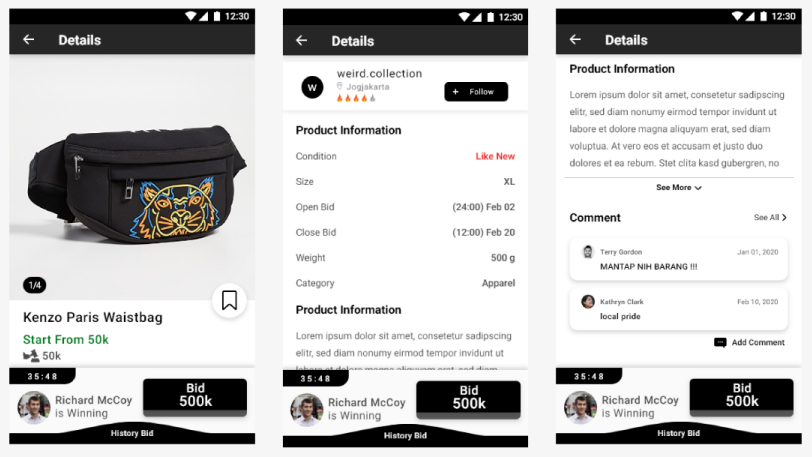 12:30
Details
1/4
Kenzo Paris Waistbag
Start From 50k
50k
35:48
Richard McCoy
is Winning
Bid
500k
History Bid
12:30
Details
W
weird.collection
Jogjakarta
+ Follow
Product Information
Condition Like New
Size XL
Open Bid (24:00) Feb 02
Close Bid (12:00) Feb 20
Weight 500 g
Category Apparel
Product Information
Lorem ipsum dolor sit amet, consetetur sadipscing
elitr, sed diam nonumy eirmod tempor invidunt ut
labore et dolore magna aliquyam erat, sed diam
35:48
Richard McCoy
is Winning
Bid
500k
History Bid
12:30
Details
Product Information
Lorem ipsum dolor sit amet, consetetur sadipscing
elitr, sed diam nonumy eirmod tempor invidunt ut
labore et dolore magna aliquyam erat, sed diam
voluptua. At vero eos et accusam et justo duo
dolores et ea rebum. Stet clita kasd gubergren, no
See More
Comment See All
Terry Gordon Jan 01, 2020
MANTAP NIH BARANG !!!
Kathryn Clark Feb 10, 2020
local pride
Add Comment
35:48
Richard McCoy
is Winning
Bid
500k
History Bid